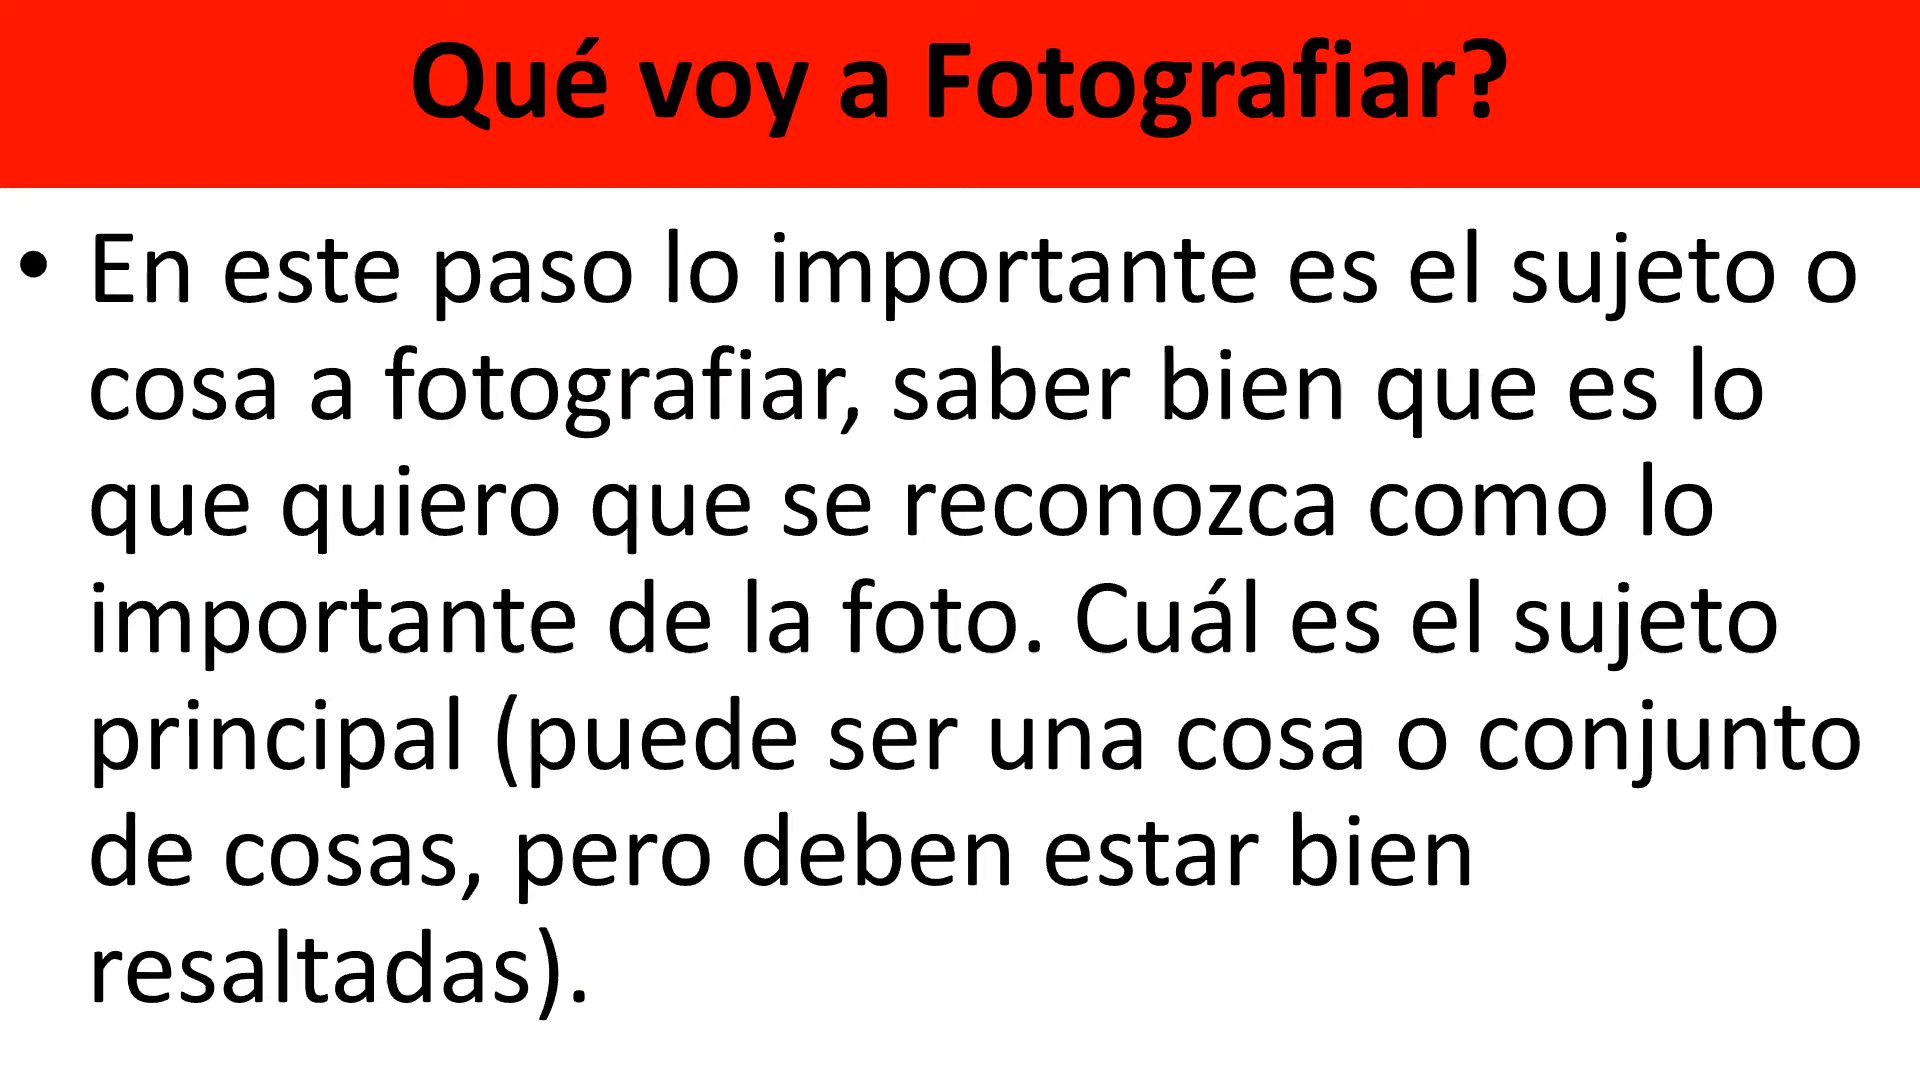 Qué voy a Fotografiar?
• En este paso lo importante es el sujeto o
cosa a fotografiar, saber bien que es lo
que quiero que se reconozca como lo
importante de la foto. Cuál es el sujeto
principal (puede ser una cosa o conjunto
de cosas, pero deben estar bien
resaltadas).